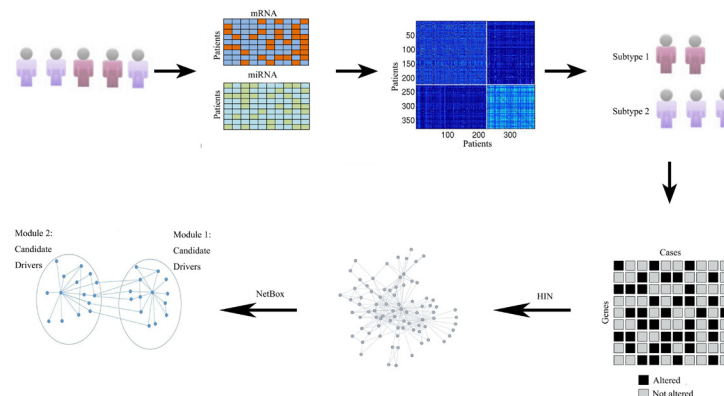 mRNA
Patients
miRNA
Patients
50
100
150
200
250
300
350
Patients
100 200 300
Patients
Subtype 1
Subtype 2
Cases
Genes
Altered
Not altered
HIN
NetBox
Module 2:
Candidate
Drivers
Module 1:
Candidate
Drivers